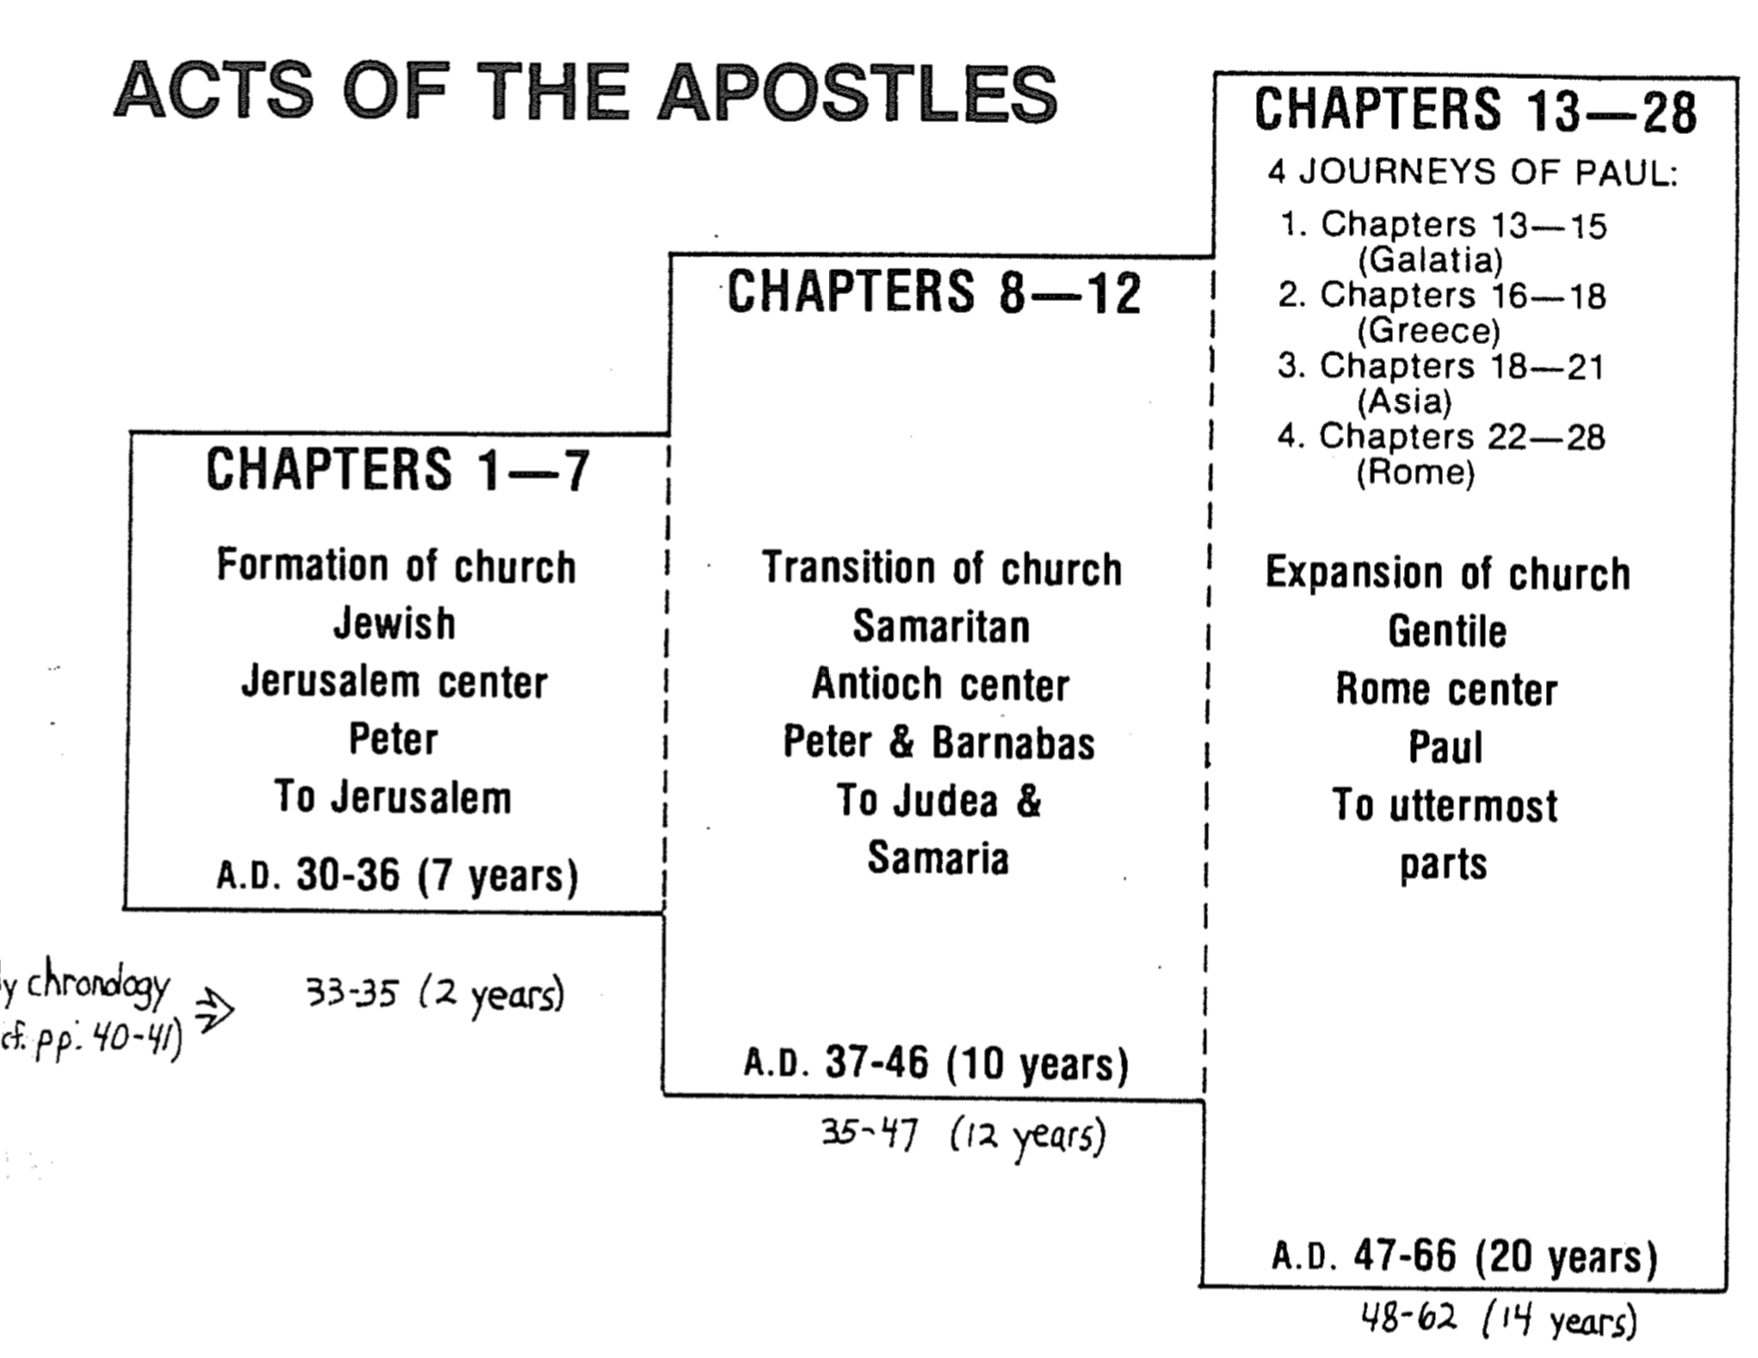 ACTS OF THE APOSTLES
CHAPTERS 1—7
Formation of church
Jewish
Jerusalem center
Peter
To Jerusalem
A.D. 30-36 (7 years)
y chronology
cf. pp. 40-41)
33-35 (2 years)
CHAPTERS 8—12
Transition of church
Samaritan
Antioch center
Peter & Barnabas
To Judea &
Samaria
A.D. 37-46 (10 years)
35-47 (12 years)
CHAPTERS 13—28
4 JOURNEYS OF PAUL:
1. Chapters 13—15
(Galatia)
2. Chapters 16—18
(Greece)
3. Chapters 18—21
(Asia)
4. Chapters 22—28
(Rome)
Expansion of church
Gentile
Rome center
Paul
To uttermost
parts
A.D. 47-66 (20 years)
48-62 (14 years)